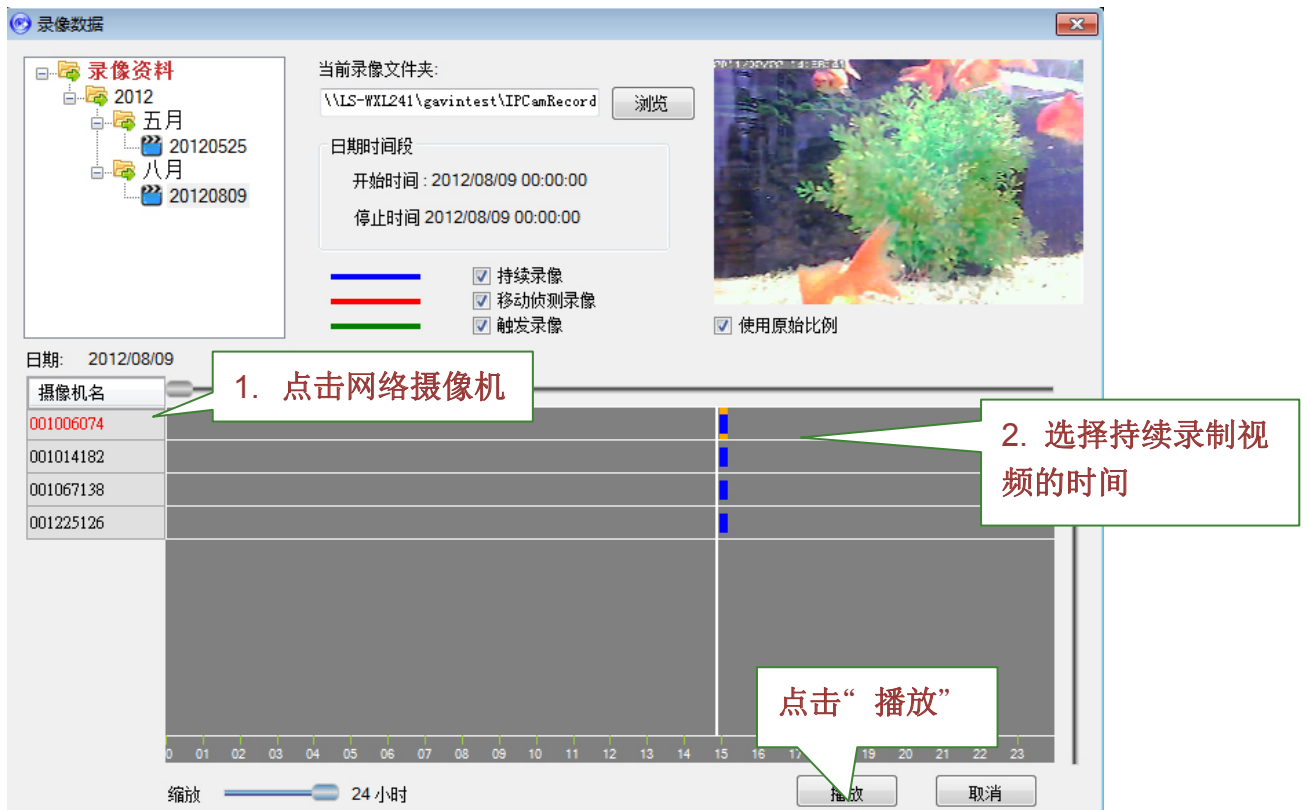 录像数据
录像资料
2012
五月
20120525
八月
20120809
当前录像文件夹:
\\LS-WXL241\gavintest\IPCamRecord
浏览
日期时间段
开始时间 : 2012/08/09 00:00:00
停止时间 2012/08/09 00:00:00
持续录像
移动侦测录像
触发录像
使用原始比例
日期: 2012/08/09
1. 点击网络摄像机
摄像机名
001006074
001014182
001067138
001225126
2. 选择持续录制视
频的时间
点击“ 播放”
0 01 02 03 04 05 06 07 08 09 10 11 12 13 14 15 16 17 19 20 21 22 23
缩放 24 小时
播放
取消